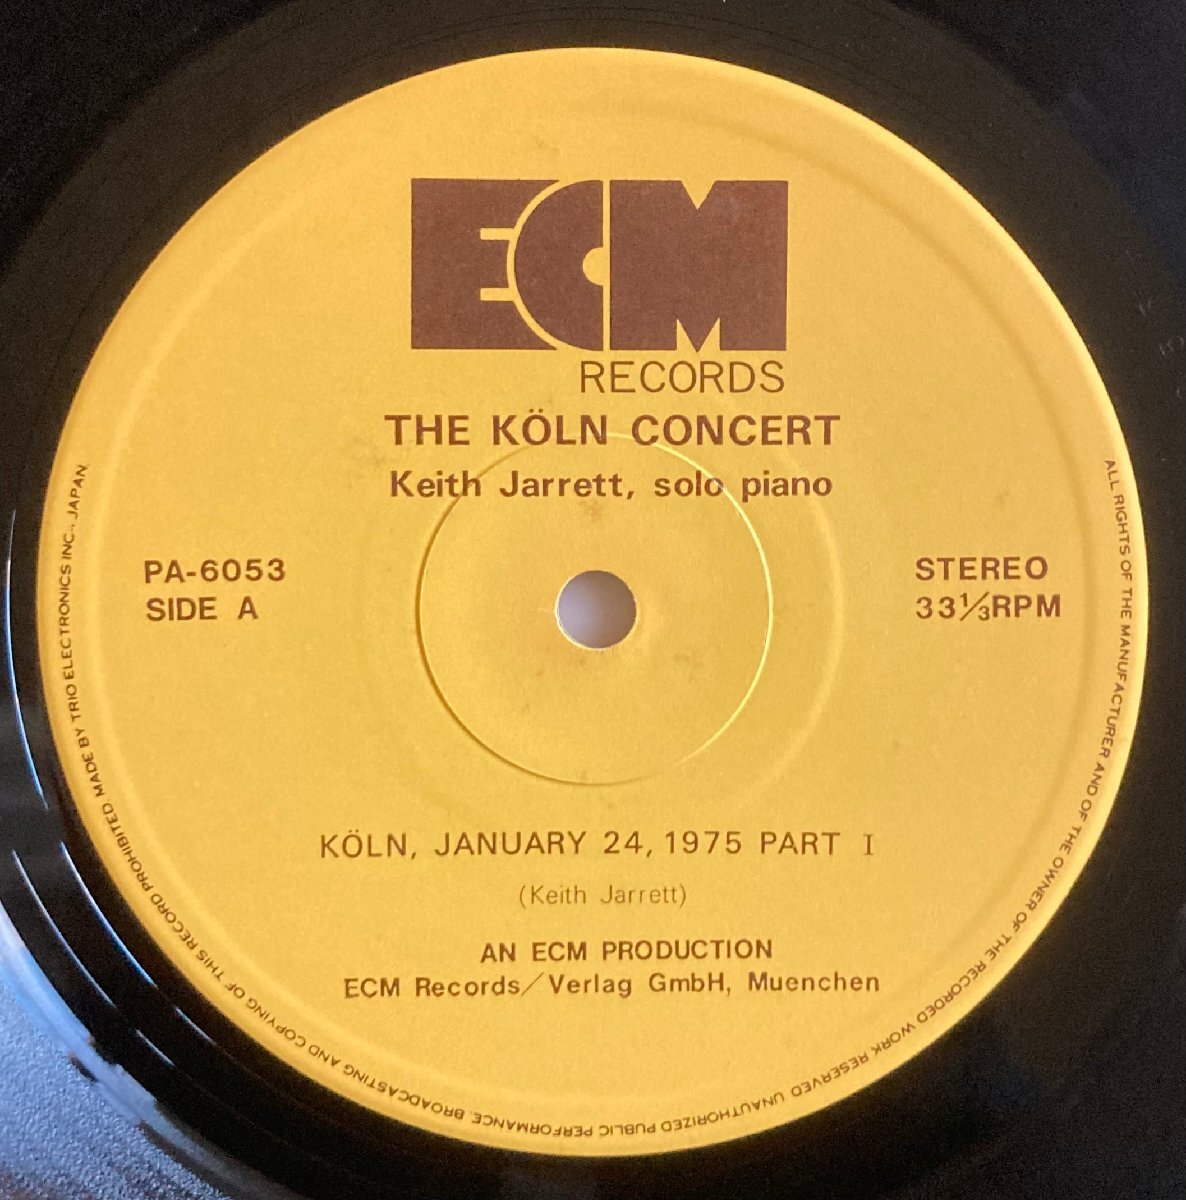 ECM
RECORDS
THE KÖLN CONCERT
Keith Jarrett, solo piano
PA-6053
SIDE A
STEREO
33⅓RPM
KÖLN, JANUARY 24, 1975 PART I
(Keith Jarrett)
AN ECM PRODUCTION
ECM Records/Verlag GmbH, Muenchen
ALL RIGHTS OF THE MANUFACTURER AND OF THE OWNER OF THE RECORDED WORK RESERVED UNAUTHORIZED PUBLIC PERFORMANCE, BROADCASTING AND COPYING OF THIS RECORD PROHIBITED MADE BY TRIO ELECTRONICS INC., JAPAN